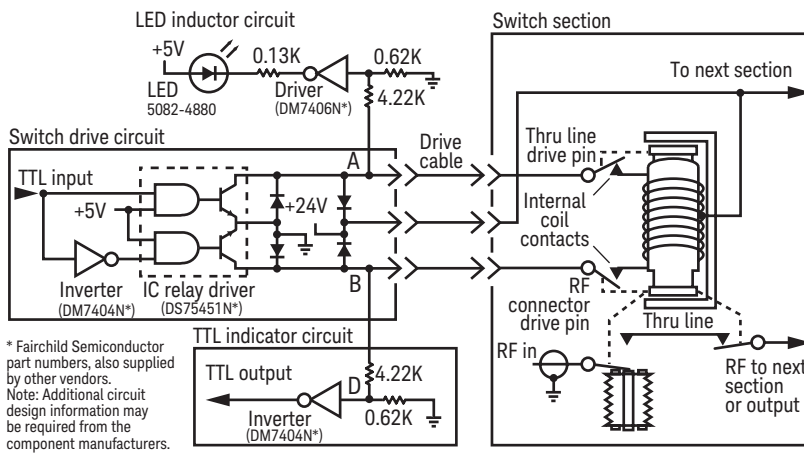 LED inductor circuit
+5V
0.13K
0.62K
LED
5082-4880
Driver
(DM7406N*)
4.22K
Switch section
To next section
Switch drive circuit
A
Drive
cable
Thru line
drive pin
TTL input
+5V
+24V
Internal
coil
contacts
Inverter
(DM7404N*)
IC relay driver
(DS75451N*)
B
RF
connector
drive pin
Thru line
RF in
RF to next
section
or output
TTL indicator circuit
TTL output
D
4.22K
Inverter
(DM7404N*)
0.62K
* Fairchild Semiconductor
part numbers, also supplied
by other vendors.
Note: Additional circuit
design information may
be required from the
component manufacturers.